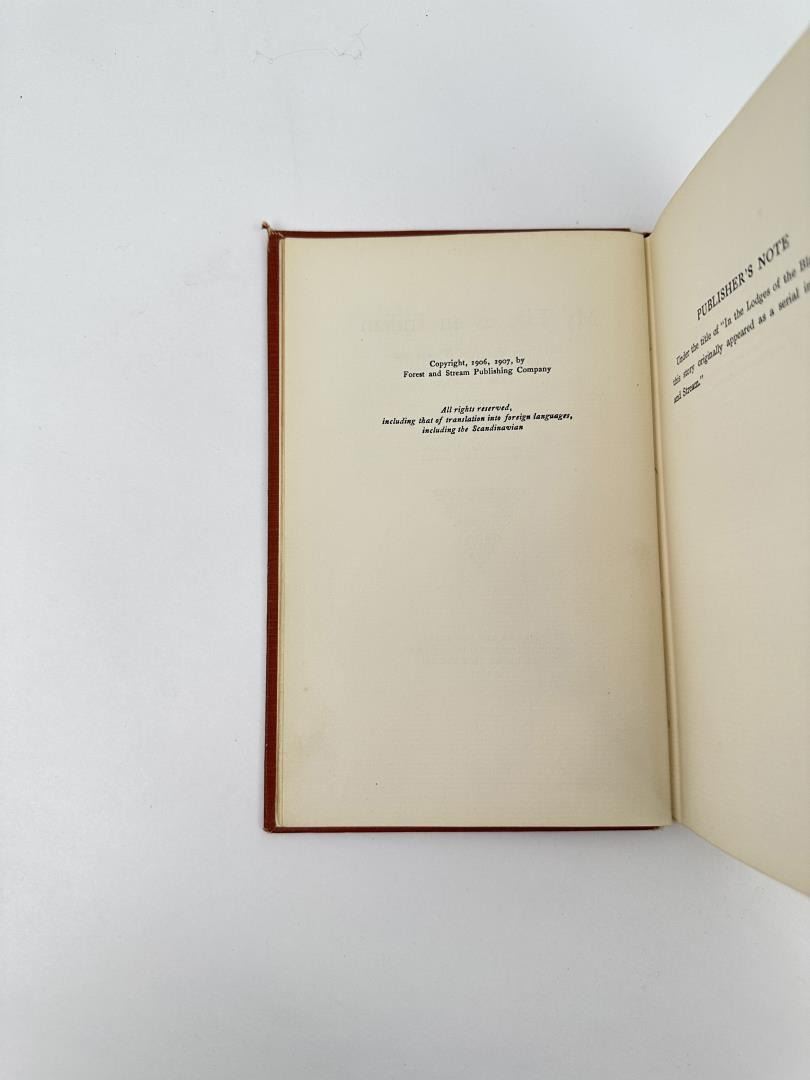 Copyright, 1906, 1907, by
Forest and Stream Publishing Company
All rights reserved,
including that of translation into foreign languages,
including the Scandinavian
PUBLISHER'S NOTE
Under the title of "In the Lodges of the
this story originally appeared as a serial
and Stream."